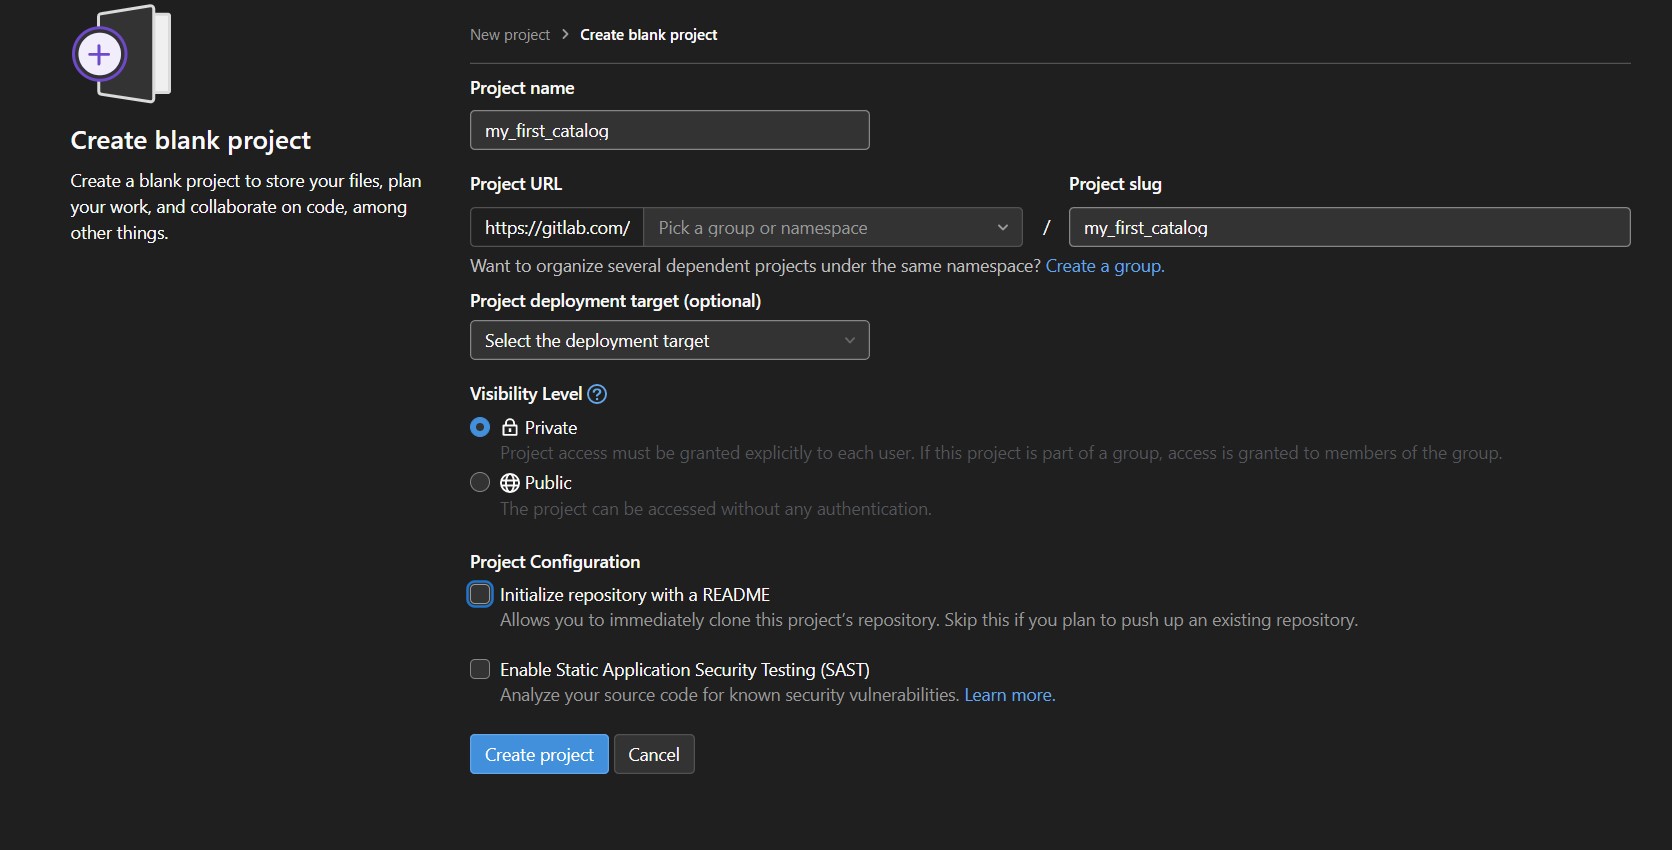 Create blank project
Create a blank project to store your files, plan
your work, and collaborate on code, among
other things.
New project > Create blank project
Project name
my_first_catalog
Project URL
Project slug
https://gitlab.com/ Pick a group or namespace / my_first_catalog
Want to organize several dependent projects under the same namespace? Create a group.
Project deployment target (optional)
Select the deployment target
Visibility Level ?
Private
Project access must be granted explicitly to each user. If this project is part of a group, access is granted to members of the group.
Public
The project can be accessed without any authentication.
Project Configuration
Initialize repository with a README
Allows you to immediately clone this project’s repository. Skip this if you plan to push up an existing repository.
Enable Static Application Security Testing (SAST)
Analyze your source code for known security vulnerabilities. Learn more.
Create project Cancel